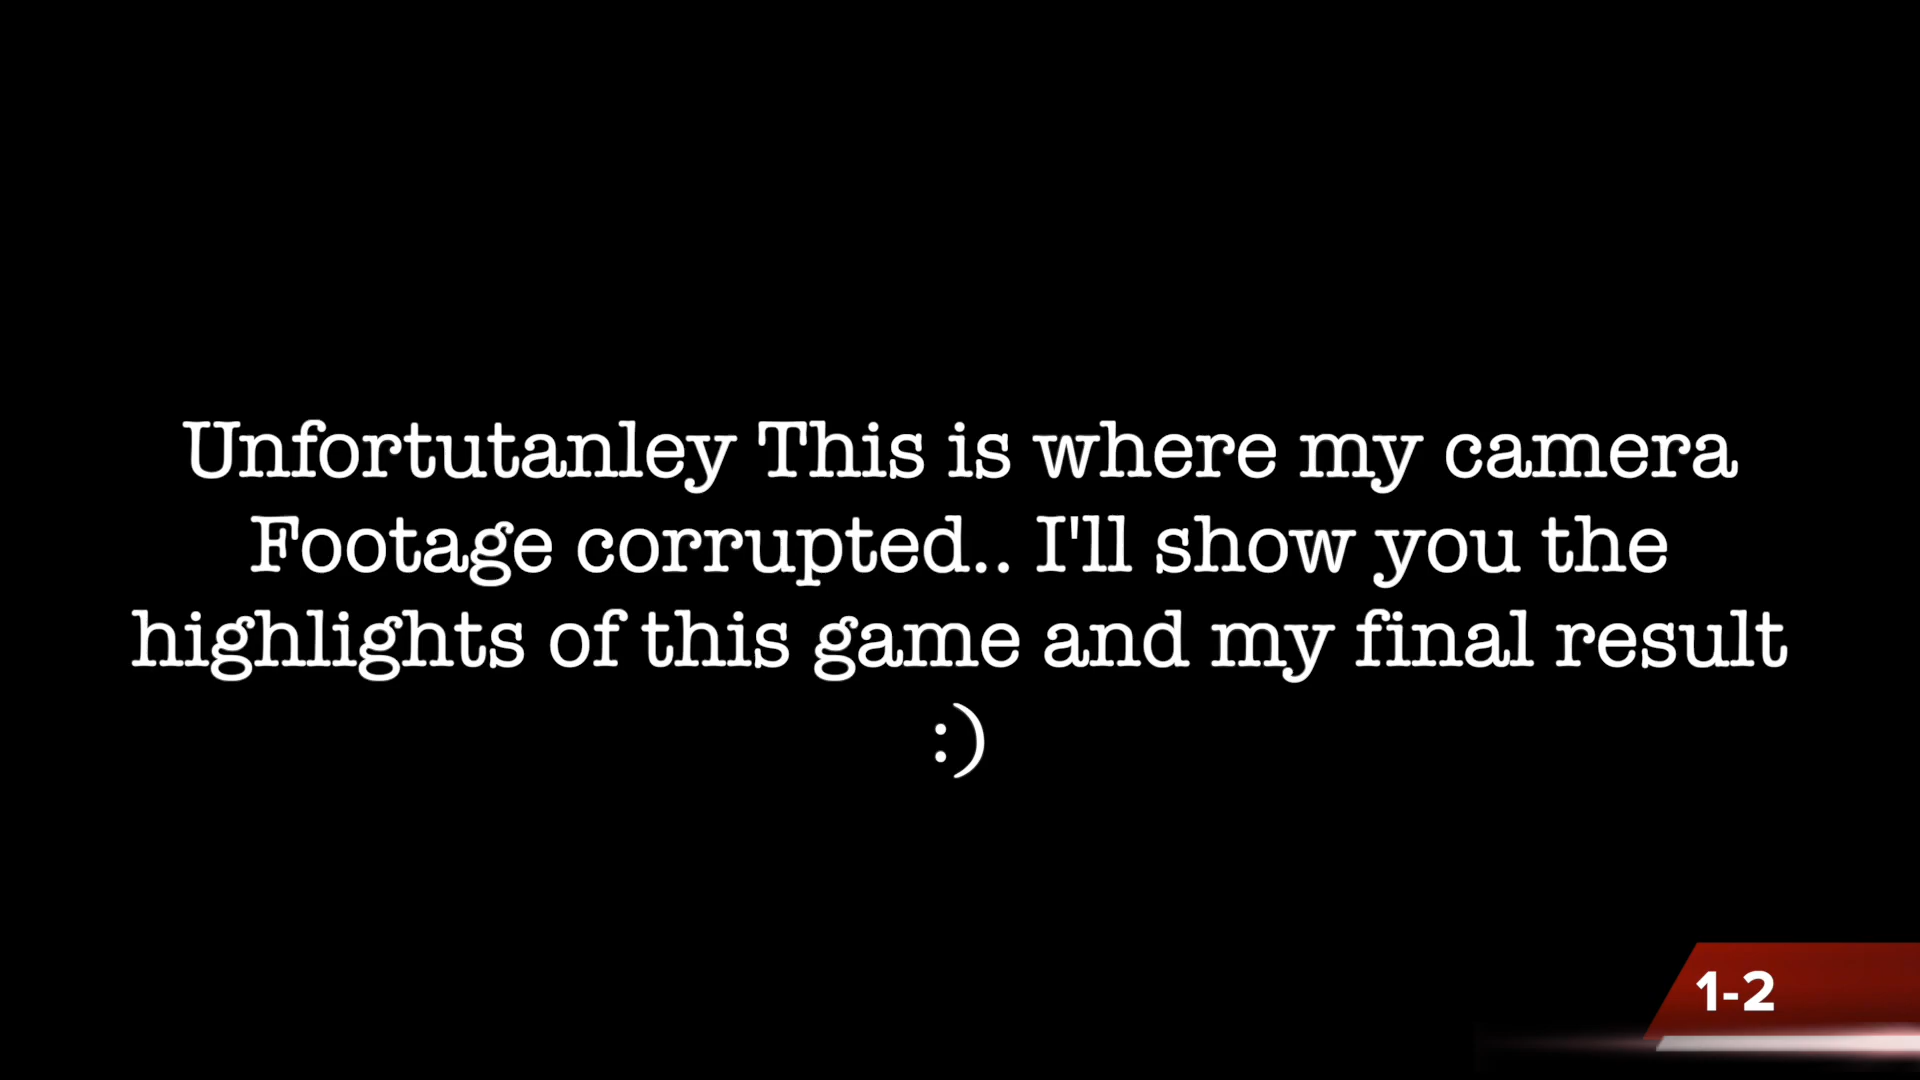 Unfortutanley This is where my camera
Footage corrupted.. I'll show you the
highlights of this game and my final result
:)
1-2